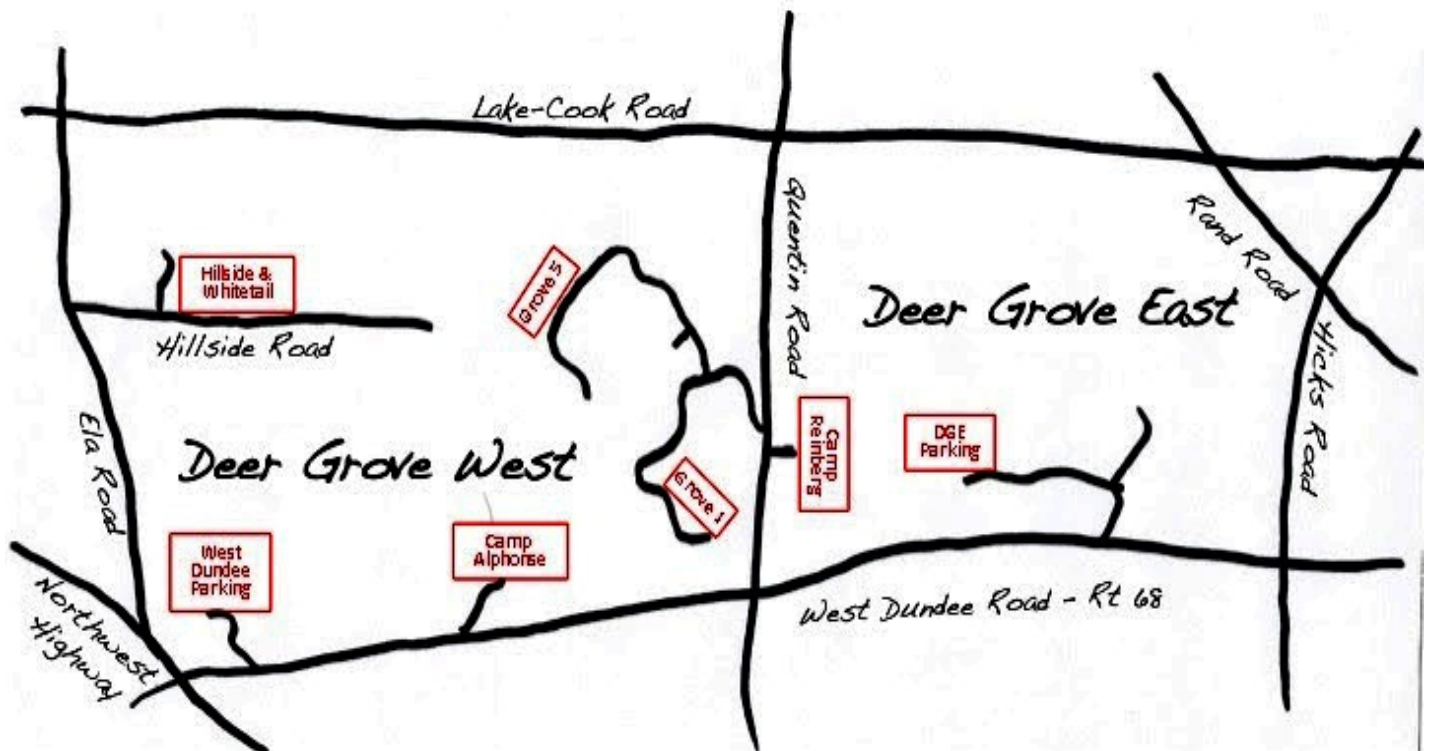 Lake-Cook Road
Quentin Road
Rand Road
Hillside &
Whitetail
Grove 5
Deer Grove East
Hillside Road
Hicks Road
Ela Road
Camp
Reinberg
DGE
Parking
Deer Grove West
Grove 1
West
Dundee
Parking
Camp
Alphonse
Northwest
Highway
West Dundee Road - Rt 68